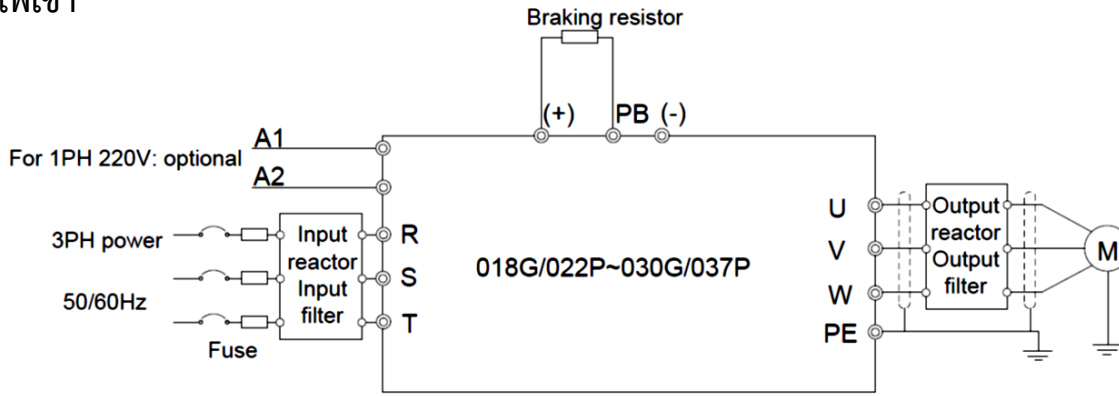 Braking resistor
(+) PB (-)
A1
For 1PH 220V: optional
A2
3PH power
50/60Hz
Fuse
Input
reactor
Input
filter
R
S
T
018G/022P~030G/037P
U
V
W
PE
Output
reactor
Output
filter
M